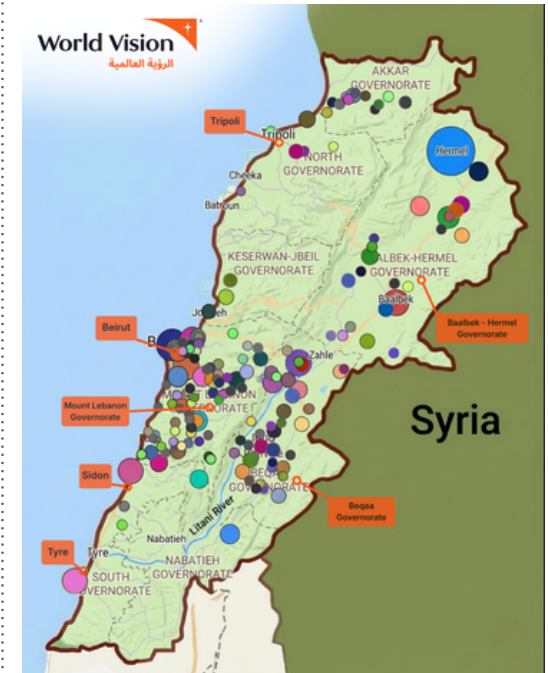 World Vision
الرؤية العالمية
AKKAR
GOVERNORATE
Tripoli
Tripoli
Hermel
NORTH
GOVERNORATE
Chekka
Batroun
KESERWAN-JBEIL
GOVERNORATE
GOVERNORATE
Baalbek
Beirut
Baalbek - Hermel
Governorate
Zahle
Mount Lebanon
Governorate
Syria
Sidon
Beqaa
Governorate
Litani River
Nabatieh
Tyre
Tyre
NABATIEH
GOVERNORATE
SOUTH